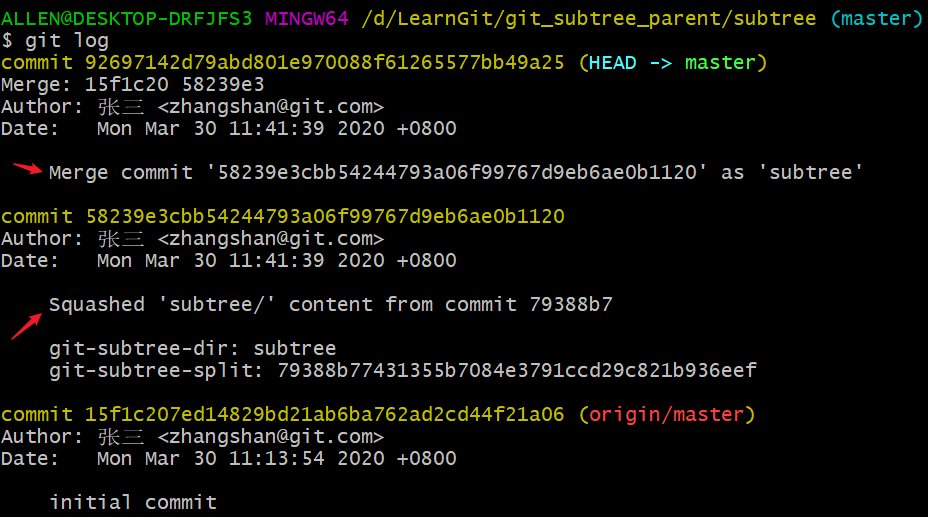 ALLEN@DESKTOP-DRFJFS3 MINGW64 /d/LearnGit/git_subtree_parent/subtree (master)
$ git log
commit 92697142d79abd801e970088f61265577bb49a25 (HEAD -> master)
Merge: 15f1c20 58239e3
Author: 张三 <zhangshan@git.com>
Date:   Mon Mar 30 11:41:39 2020 +0800
Merge commit '58239e3cbb54244793a06f99767d9eb6ae0b1120' as 'subtree'
commit 58239e3cbb54244793a06f99767d9eb6ae0b1120
Author: 张三 <zhangshan@git.com>
Date:   Mon Mar 30 11:41:39 2020 +0800
Squashed 'subtree/' content from commit 79388b7
git-subtree-dir: subtree
git-subtree-split: 79388b77431355b7084e3791ccd29c821b936eef
commit 15f1c207ed14829bd21ab6ba762ad2cd44f21a06 (origin/master)
Author: 张三 <zhangshan@git.com>
Date:   Mon Mar 30 11:13:54 2020 +0800
initial commit